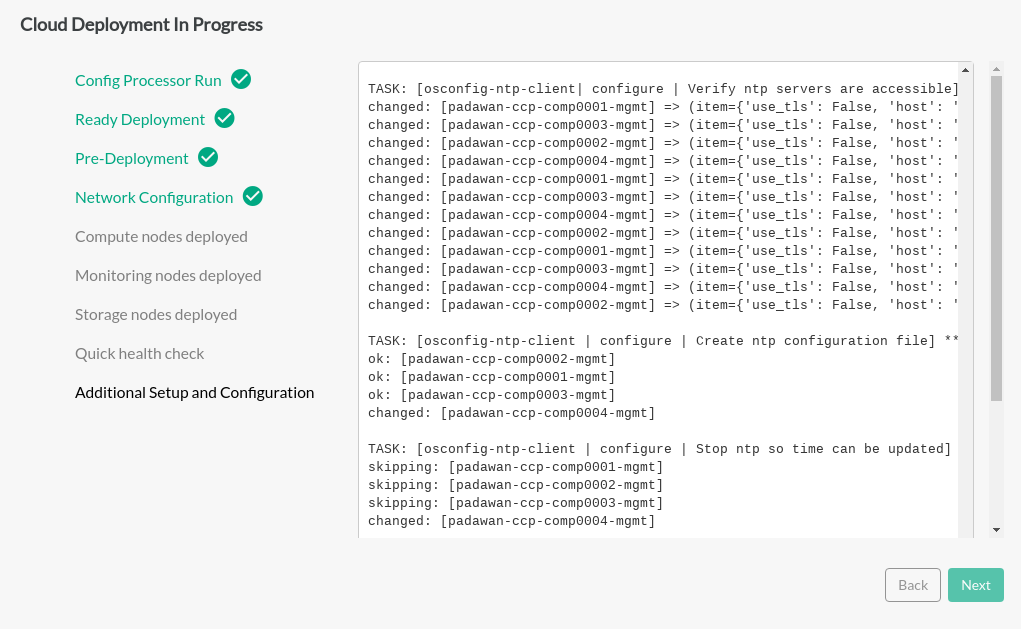 Cloud Deployment In Progress
Config Processor Run
Ready Deployment
Pre-Deployment
Network Configuration
Compute nodes deployed
Monitoring nodes deployed
Storage nodes deployed
Quick health check
Additional Setup and Configuration
TASK: [osconfig-ntp-client| configure | Verify ntp servers are accessible]
changed: [padawan-ccp-comp0001-mgmt] => (item={'use_tls': False, 'host': '
changed: [padawan-ccp-comp0003-mgmt] => (item={'use_tls': False, 'host': '
changed: [padawan-ccp-comp0002-mgmt] => (item={'use_tls': False, 'host': '
changed: [padawan-ccp-comp0004-mgmt] => (item={'use_tls': False, 'host': '
changed: [padawan-ccp-comp0001-mgmt] => (item={'use_tls': False, 'host': '
changed: [padawan-ccp-comp0003-mgmt] => (item={'use_tls': False, 'host': '
changed: [padawan-ccp-comp0004-mgmt] => (item={'use_tls': False, 'host': '
changed: [padawan-ccp-comp0002-mgmt] => (item={'use_tls': False, 'host': '
changed: [padawan-ccp-comp0001-mgmt] => (item={'use_tls': False, 'host': '
changed: [padawan-ccp-comp0003-mgmt] => (item={'use_tls': False, 'host': '
changed: [padawan-ccp-comp0004-mgmt] => (item={'use_tls': False, 'host': '
changed: [padawan-ccp-comp0002-mgmt] => (item={'use_tls': False, 'host': '
TASK: [osconfig-ntp-client | configure | Create ntp configuration file] **
ok: [padawan-ccp-comp0002-mgmt]
ok: [padawan-ccp-comp0001-mgmt]
ok: [padawan-ccp-comp0003-mgmt]
changed: [padawan-ccp-comp0004-mgmt]
TASK: [osconfig-ntp-client | configure | Stop ntp so time can be updated]
skipping: [padawan-ccp-comp0001-mgmt]
skipping: [padawan-ccp-comp0002-mgmt]
skipping: [padawan-ccp-comp0003-mgmt]
changed: [padawan-ccp-comp0004-mgmt]
Back
Next